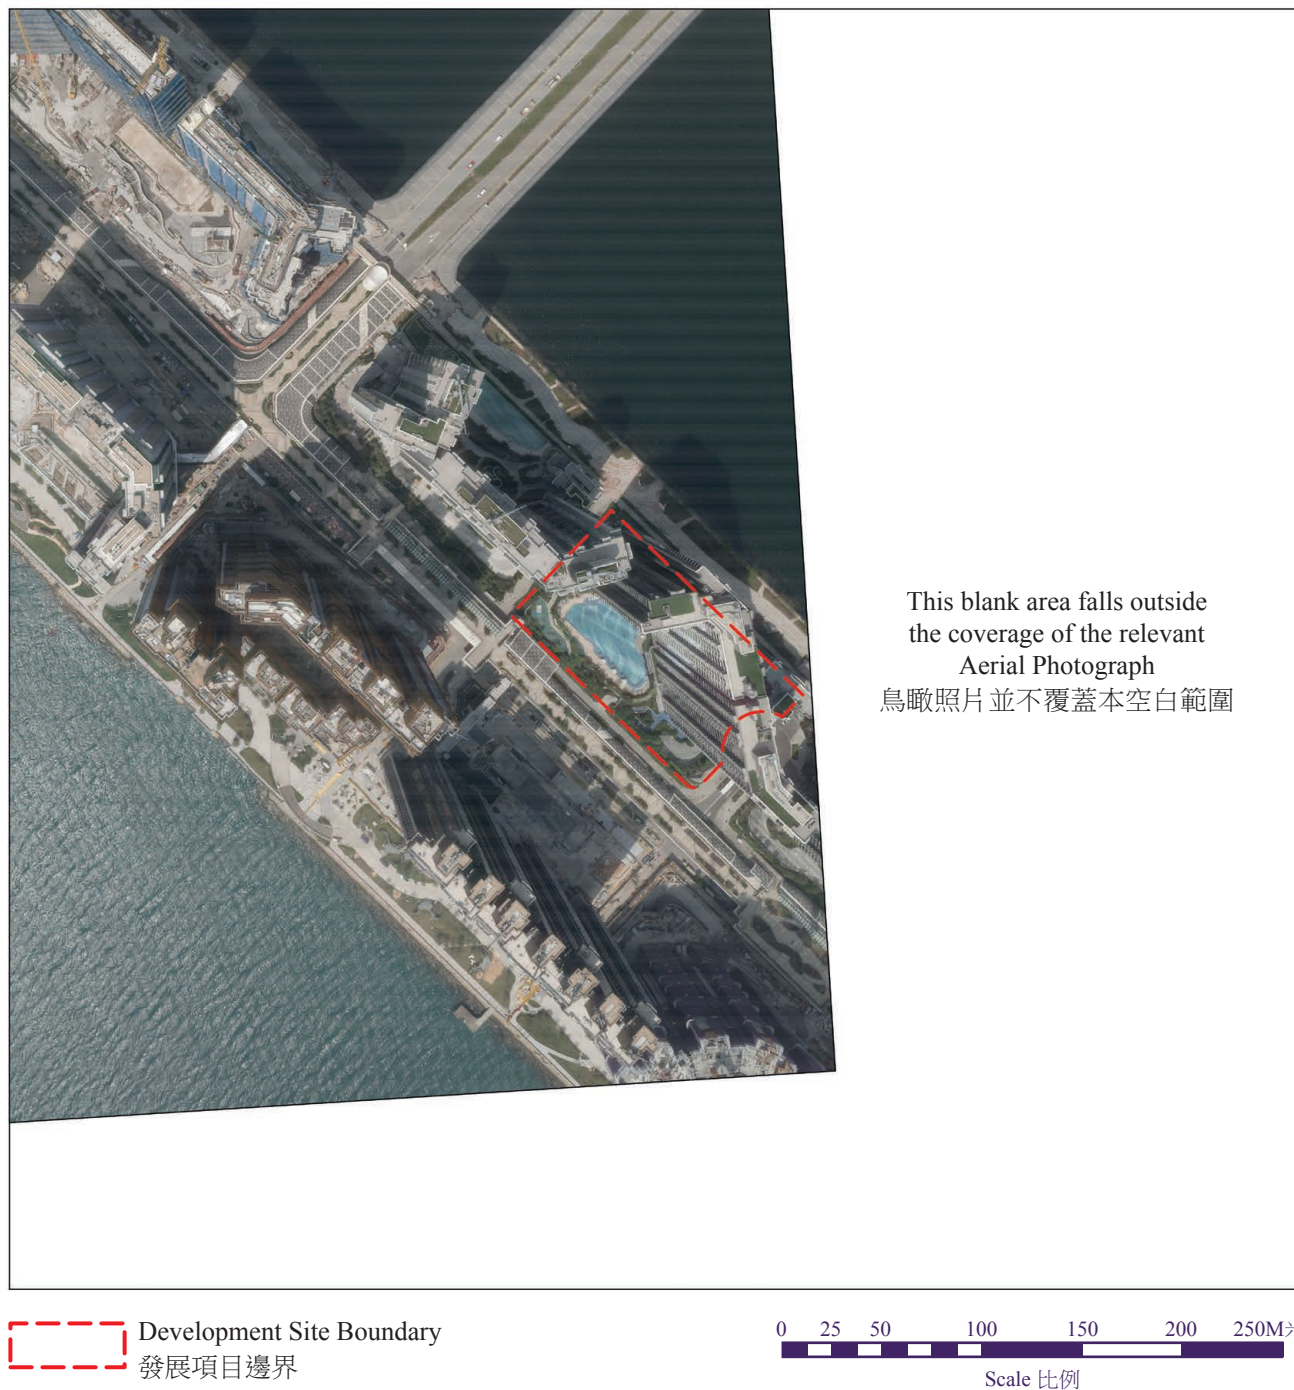 This blank area falls outside
the coverage of the relevant
Aerial Photograph
鳥瞰照片並不覆蓋本空白範圍
Development Site Boundary
發展項目邊界
0 25 50 100 150 200 250M
Scale 比例